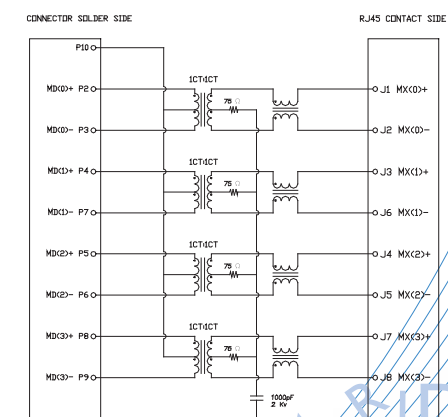 CONNECTOR SOLDER SIDE
RJ45 CONTACT SIDE
P10
1CT:1CT
MD(0)+ P2
J1 MX(0)+
75 Ω
MD(0)- P3
J2 MX(0)-
1CT:1CT
MD(1)+ P4
J3 MX(1)+
75 Ω
MD(1)- P7
J6 MX(1)-
1CT:1CT
MD(2)+ P5
J4 MX(2)+
75 Ω
MD(2)- P6
J5 MX(2)-
1CT:1CT
MD(3)+ P8
J7 MX(3)+
75 Ω
MD(3)- P9
J8 MX(3)-
1000pF
2 Kv